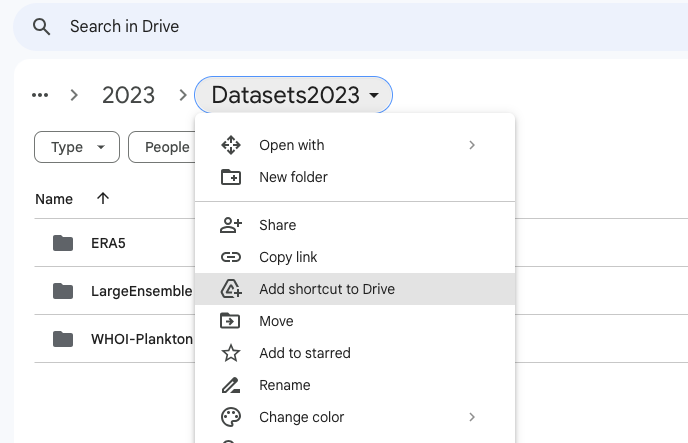 Search in Drive
... > 2023 > Datasets2023
Type
People
Open with
New folder
Name
Share
ERA5
Copy link
LargeEnsemble
Add shortcut to Drive
Move
WHOI-Plankton
Add to starred
Rename
Change color